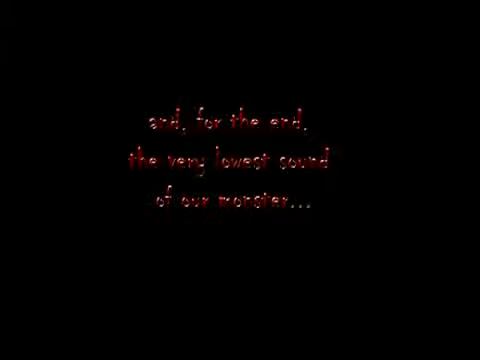 and, for the end,
the very lowest sound
of our monster...